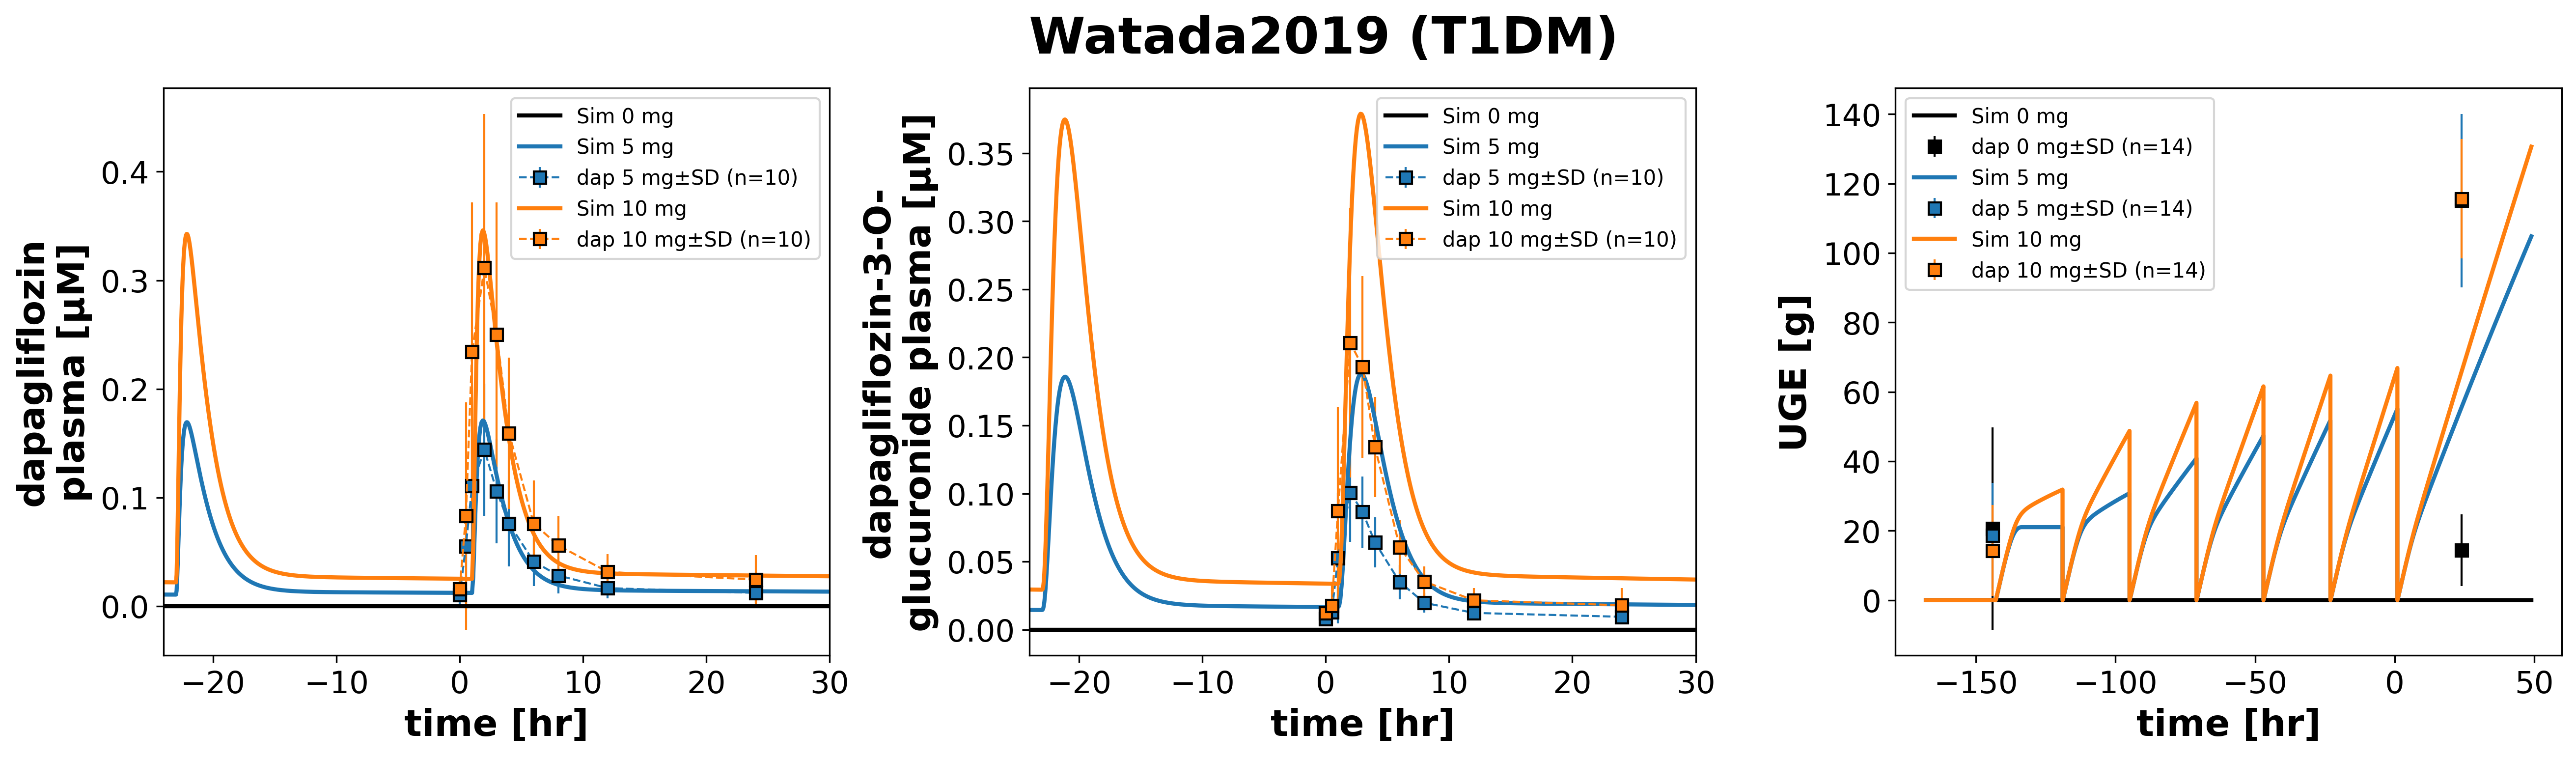 Watada2019 (T1DM)
dapagliflozin
plasma [µM]
0.4
0.3
0.2
0.1
0.0
Sim 0 mg
Sim 5 mg
dap 5 mg±SD (n=10)
Sim 10 mg
dap 10 mg±SD (n=10)
−20
−10
0
10
20
30
time [hr]
dapagliflozin-3-O-
glucuronide plasma [µM]
0.35
0.30
0.25
0.20
0.15
0.10
0.05
0.00
Sim 0 mg
Sim 5 mg
dap 5 mg±SD (n=10)
Sim 10 mg
dap 10 mg±SD (n=10)
−20
−10
0
10
20
30
time [hr]
UGE [g]
140
120
100
80
60
40
20
0
Sim 0 mg
dap 0 mg±SD (n=14)
Sim 5 mg
dap 5 mg±SD (n=14)
Sim 10 mg
dap 10 mg±SD (n=14)
−150
−100
−50
0
50
time [hr]